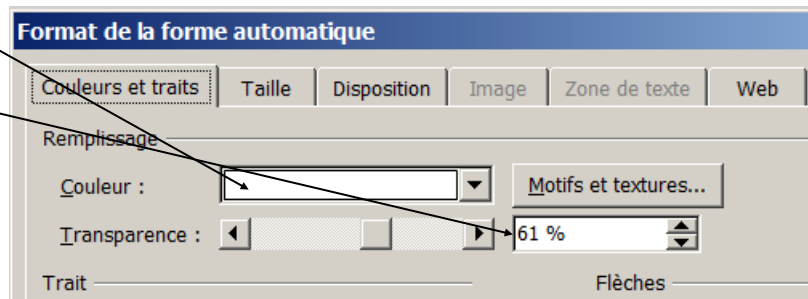 Format de la forme automatique
Couleurs et traits Taille Disposition Image Zone de texte Web
Remplissage
Couleur : Motifs et textures...
Transparence : 61 %
Trait Flèches